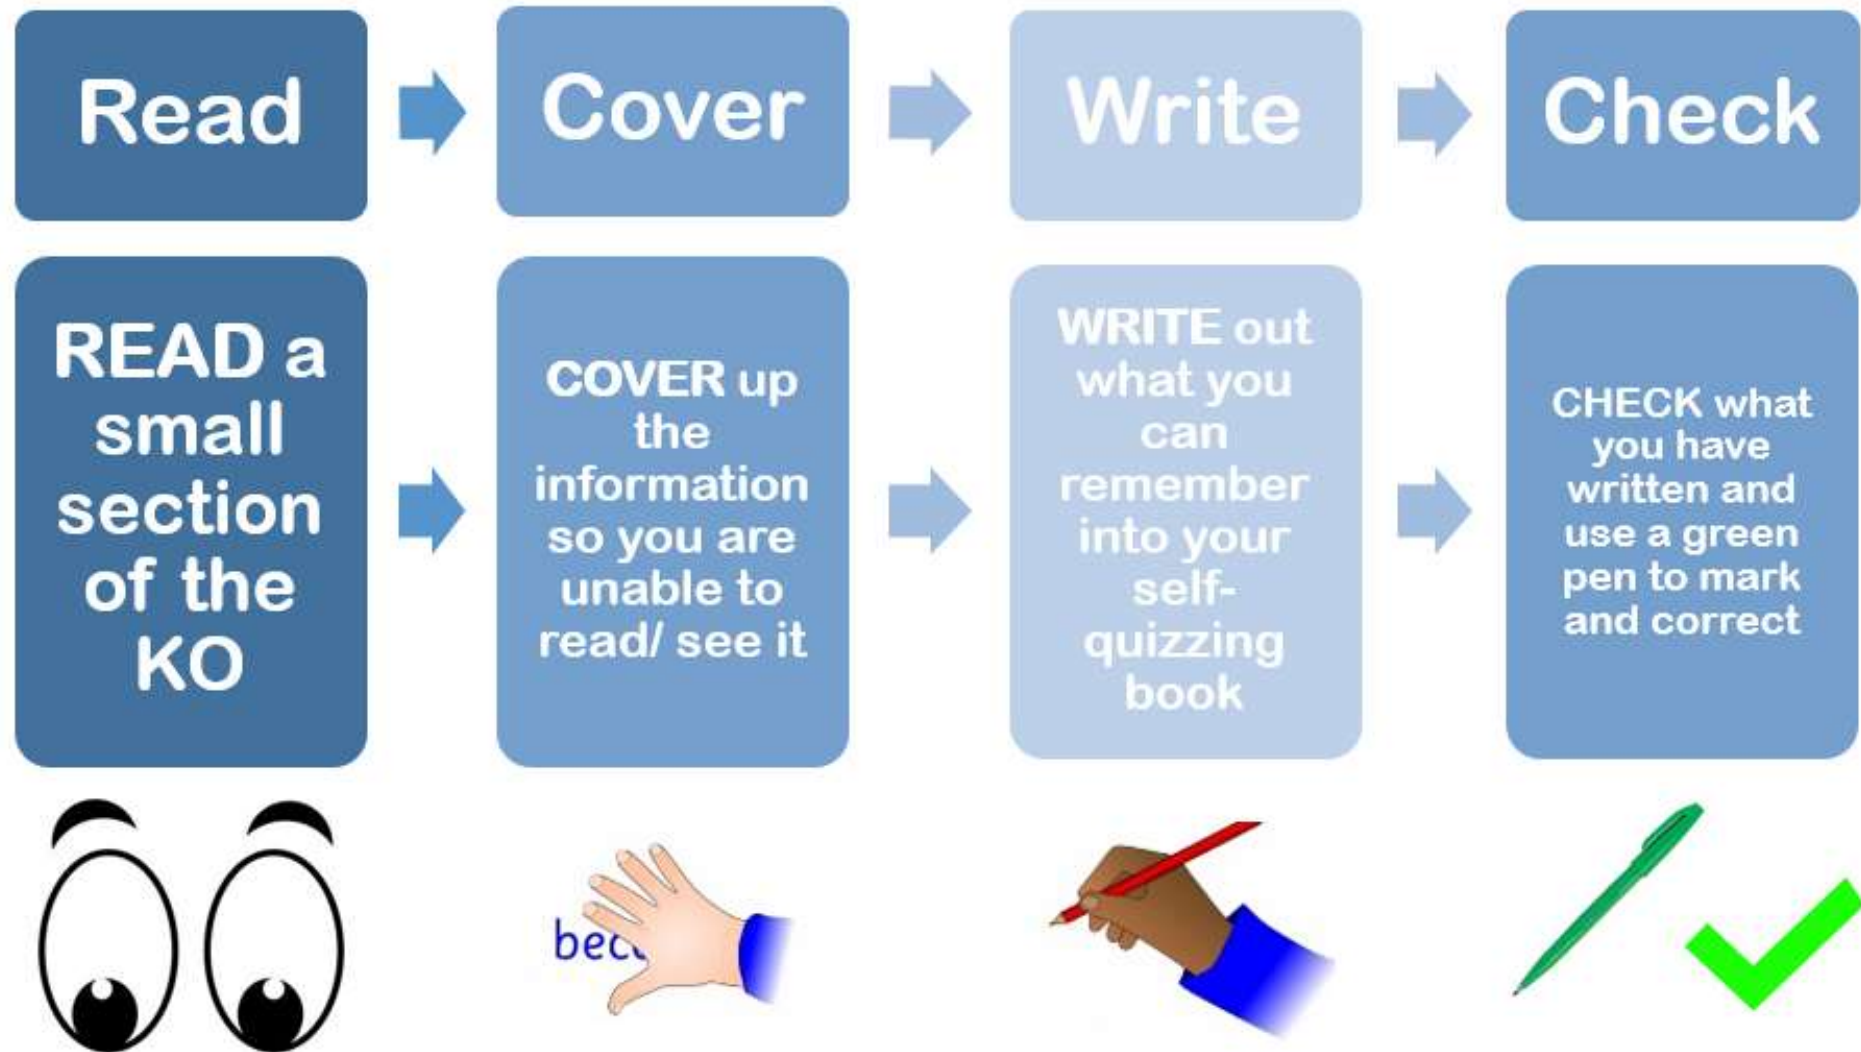 Read
Cover
Write
Check
READ a
small
section
of the
KO
COVER up
the
information
so you are
unable to
read/ see it
WRITE out
what you
can
remember
into your
self-
quizzing
book
CHECK what
you have
written and
use a green
pen to mark
and correct